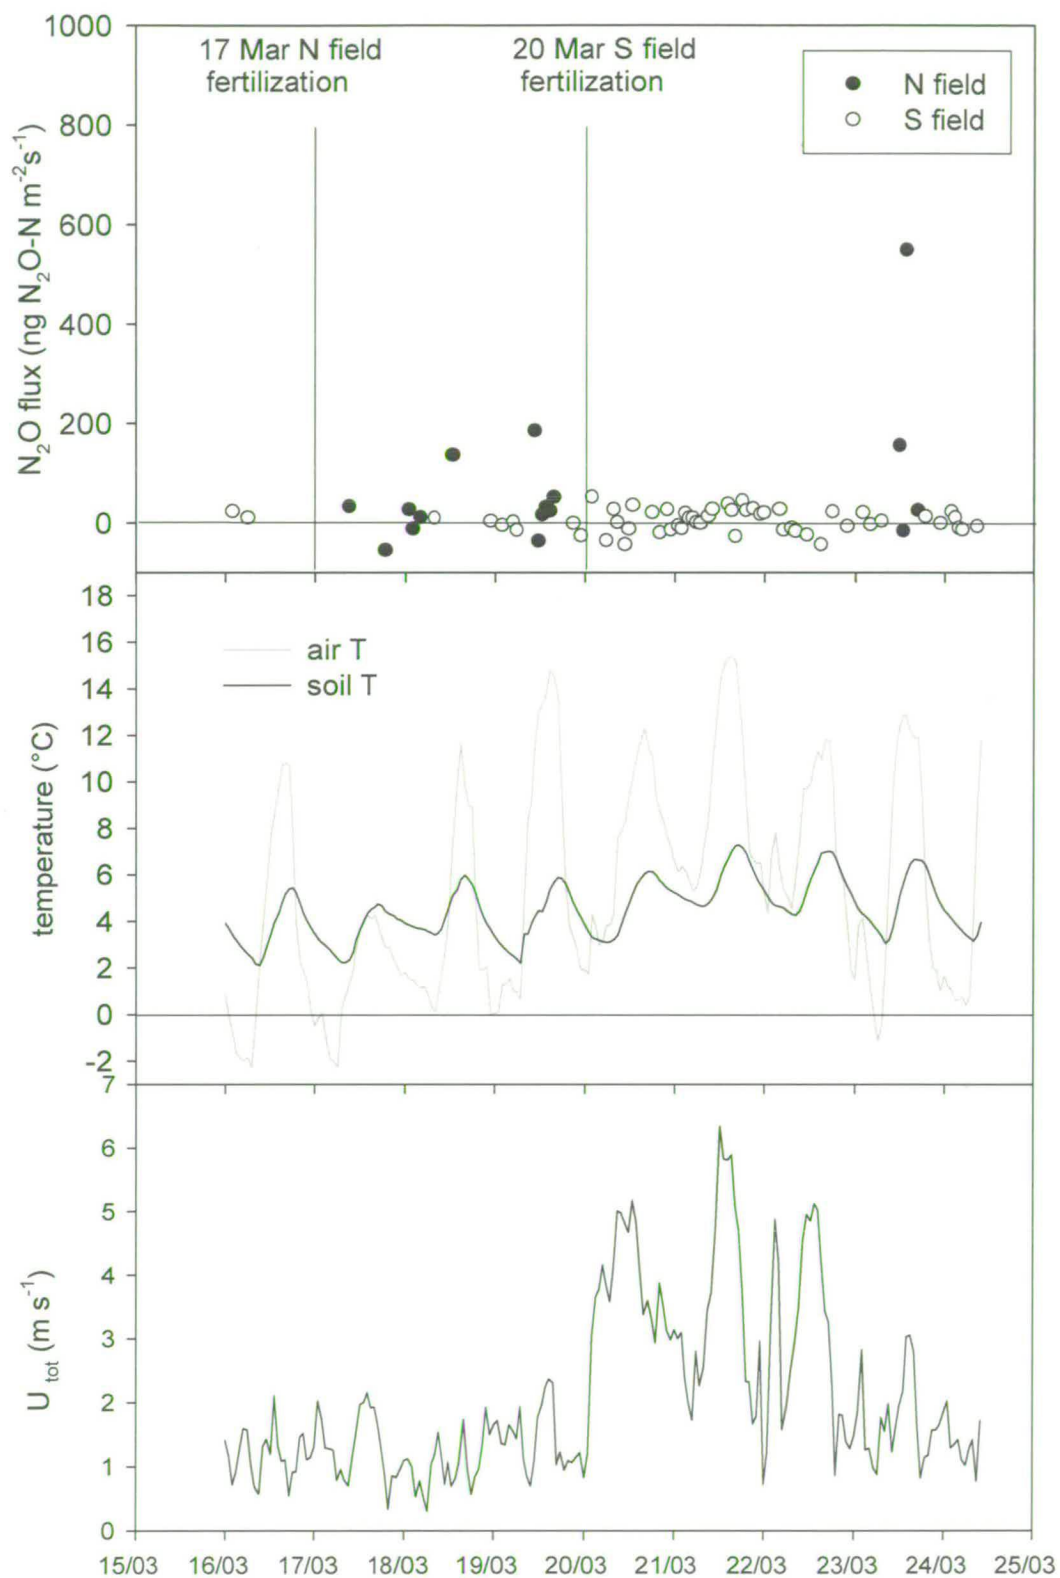 1000
17 Mar N field
fertilization
20 Mar S field
fertilization
N field
S field
800
600
400
200
0
N₂O flux (ng N₂O-N m⁻²s⁻¹)
18
16
14
12
10
8
6
4
2
0
-2
air T
soil T
temperature (°C)
7
6
5
4
3
2
1
0
U tot (m s⁻¹)
15/03 16/03 17/03 18/03 19/03 20/03 21/03 22/03 23/03 24/03 25/03